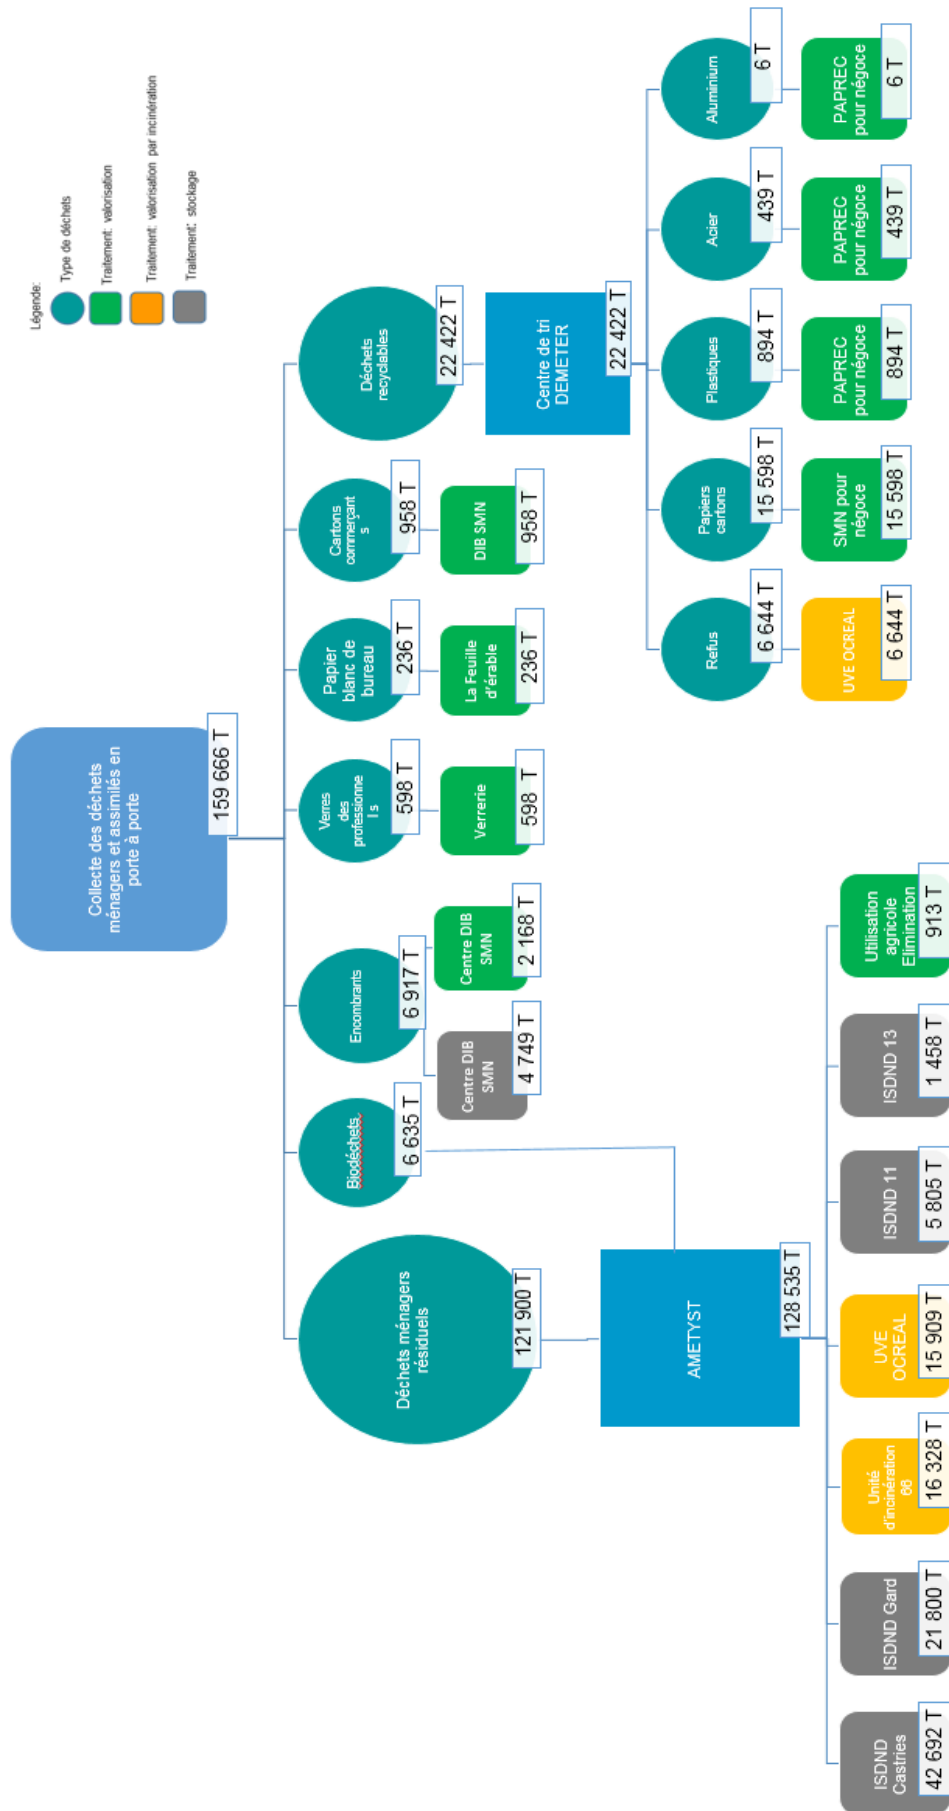 Légende:
Type de déchets
Traitement: valorisation
Traitement: valorisation par incinération
Traitement: stockage
Collecte des déchets
ménagers et assimilés en
porte à porte
159 666 T
Déchets ménagers
résiduels
121 900 T
Biodéchets
6 635 T
Encombrants
6 917 T
Verres
des
professionne
l s
598 T
Papier
blanc de
bureau
236 T
Cartons
commerçant
s
958 T
Déchets
recyclables
22 422 T
Centre DIB
SMN
4 749 T
Centre DIB
SMN
2 168 T
Verrerie
598 T
La Feuille
d'érable
236 T
DIB SMN
958 T
Centre de tri
DEMETER
22 422 T
AMETYST
128 535 T
Refus
6 644 T
Papiers
cartons
15 598 T
Plastiques
894 T
Acier
439 T
Aluminium
6 T
UVE OCREAL
6 644 T
SMN pour
négoce
15 598 T
PAPREC
pour négoce
894 T
PAPREC
pour négoce
439 T
PAPREC
pour négoce
6 T
ISDND
Castries
42 692 T
ISDND Gard
21 800 T
Unité
d'incinération
66
16 328 T
UVE
OCREAL
15 909 T
ISDND 11
5 805 T
ISDND 13
1 458 T
Utilisation
agricole
Elimination
913 T